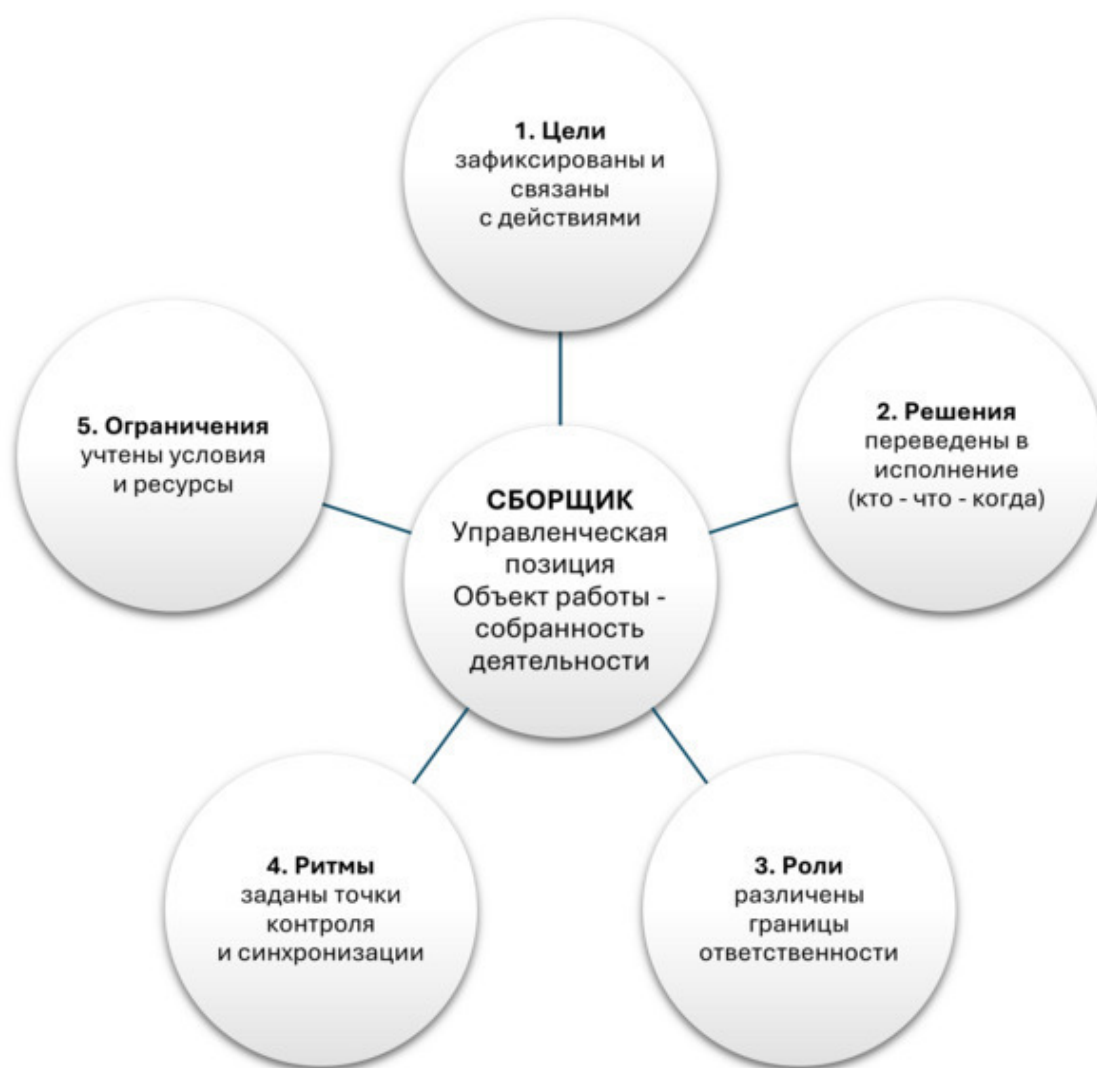 1. Цели
зафиксированы и
связаны
с действиями
5. Ограничения
учтены условия
и ресурсы
2. Решения
переведены в
исполнение
(кто - что - когда)
СБОРЩИК
Управленческая
позиция
Объект работы -
собранность
деятельности
4. Ритмы
заданы точки
контроля
и синхронизации
3. Роли
различены
границы
ответственности